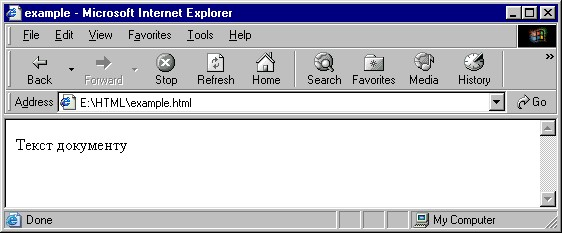 example - Microsoft Internet Explorer
File Edit View Favorites Tools Help
Back Forward Stop Refresh Home Search Favorites Media History »
Address E:\HTML\example.html Go
Текст документу
Done My Computer